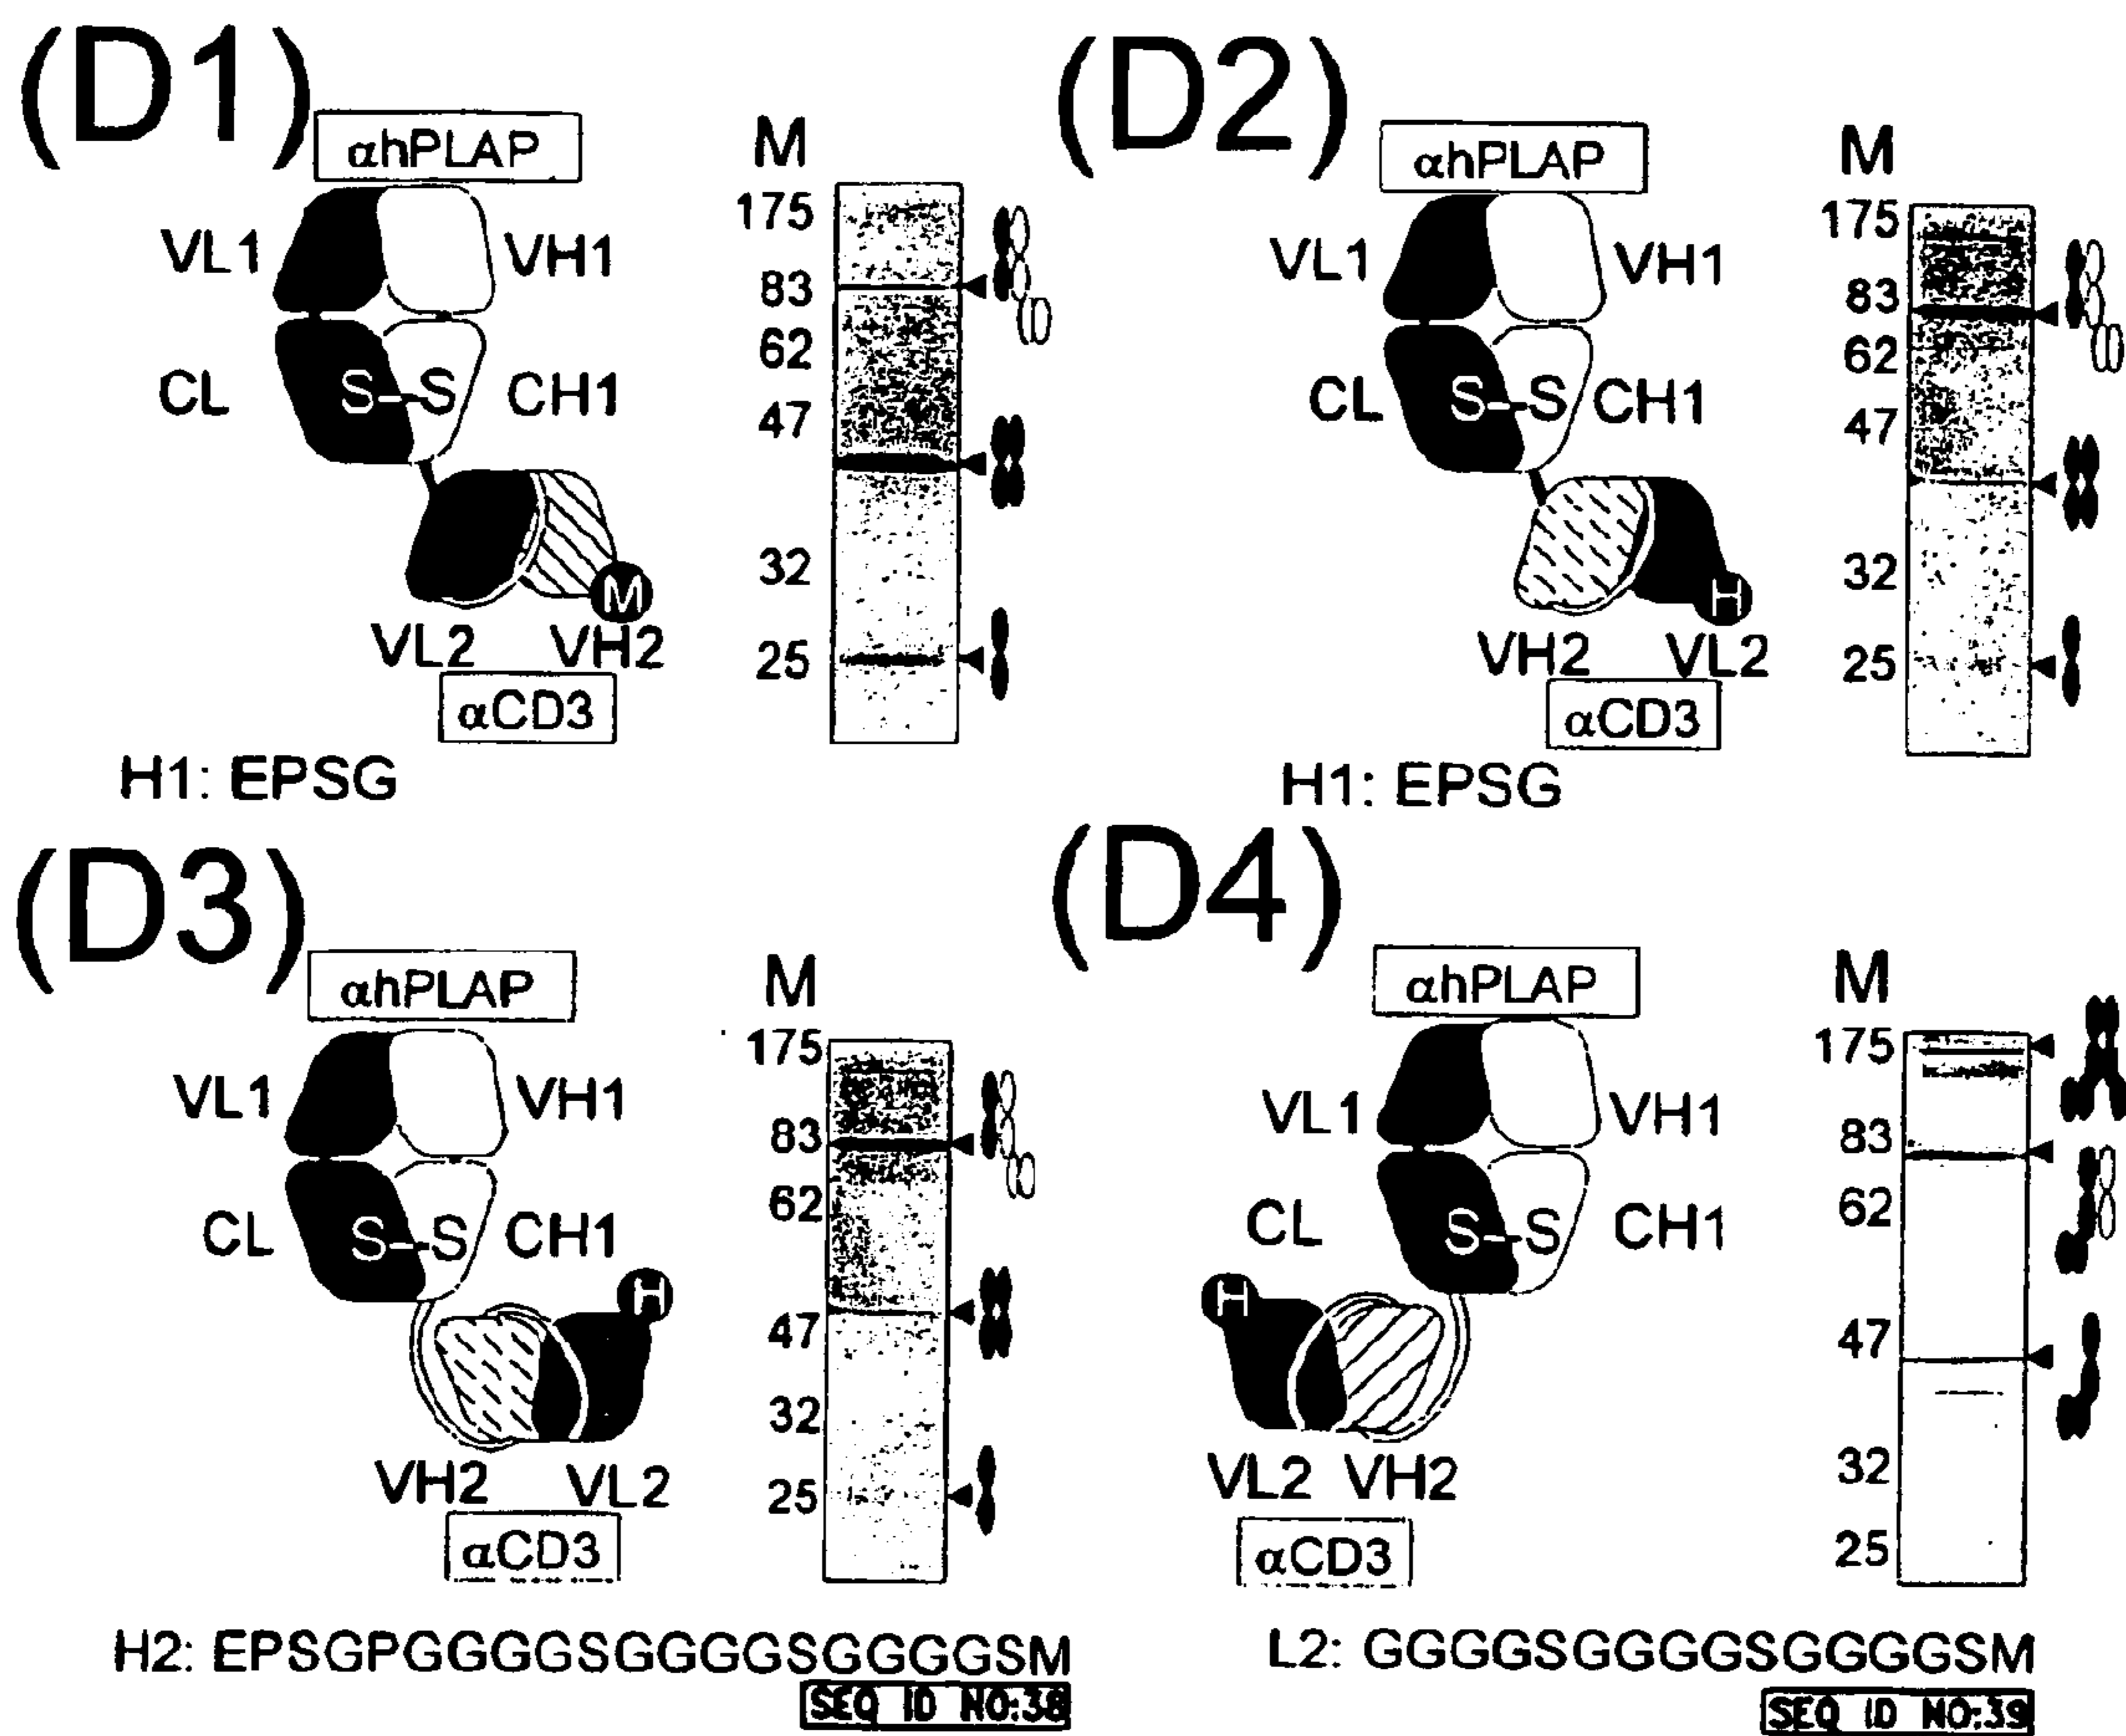 (D1)
αhPLAP
M
VL1
VH1
CL
S-S
CH1
M
VL2
VH2
αCD3
175
83
62
47
32
25
H1: EPSG
(D2)
αhPLAP
M
VL1
VH1
CL
S-S
CH1
H
VH2
VL2
αCD3
175
83
62
47
32
25
H1: EPSG
(D3)
αhPLAP
M
VL1
VH1
CL
S-S
CH1
H
VH2
VL2
αCD3
175
83
62
47
32
25
H2: EPSGPGGGGSGGGGSGGGGSM
SEQ ID NO:38
(D4)
αhPLAP
M
VL1
VH1
CL
S-S
CH1
H
VL2
VH2
αCD3
175
83
62
47
32
25
L2: GGGGSGGGGSGGGGSM
SEQ ID NO:39